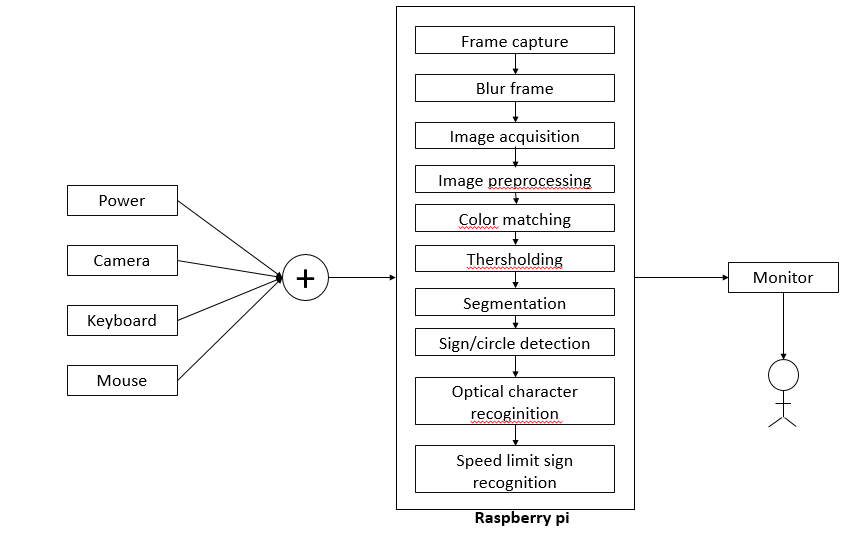 Power
Camera
Keyboard
Mouse
+
Frame capture
Blur frame
Image acquisition
Image preprocessing
Color matching
Thersholding
Segmentation
Sign/circle detection
Optical character
recoginition
Speed limit sign
recognition
Raspberry pi
Monitor